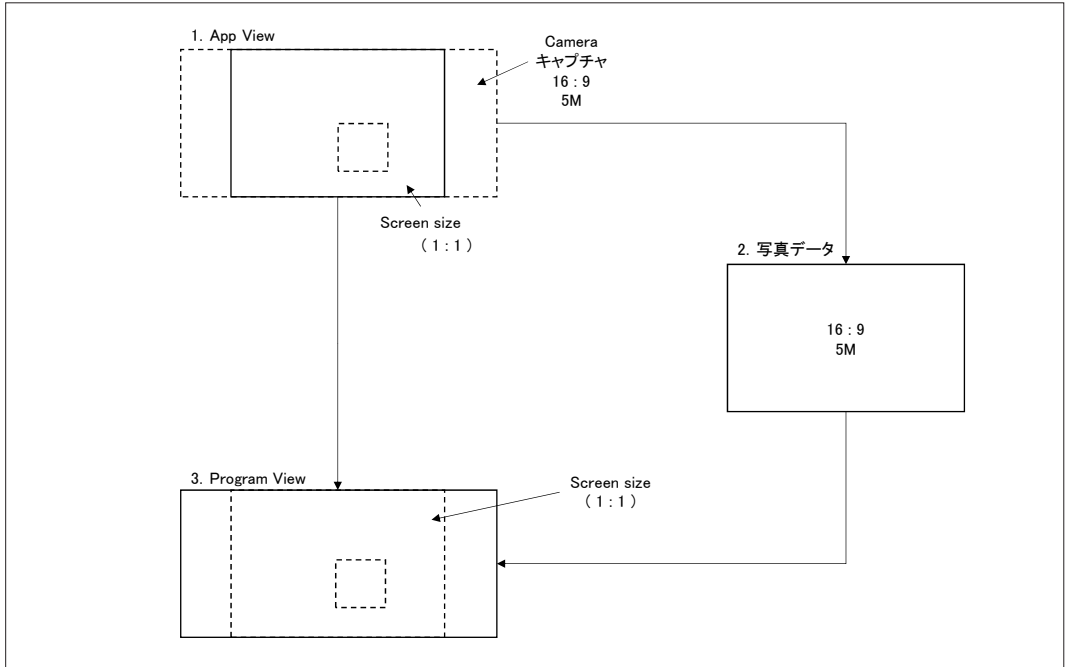 1. App View
Camera
キャプチャ
16 : 9
5M
Screen size
( 1 : 1 )
2. 写真データ
16 : 9
5M
3. Program View
Screen size
( 1 : 1 )